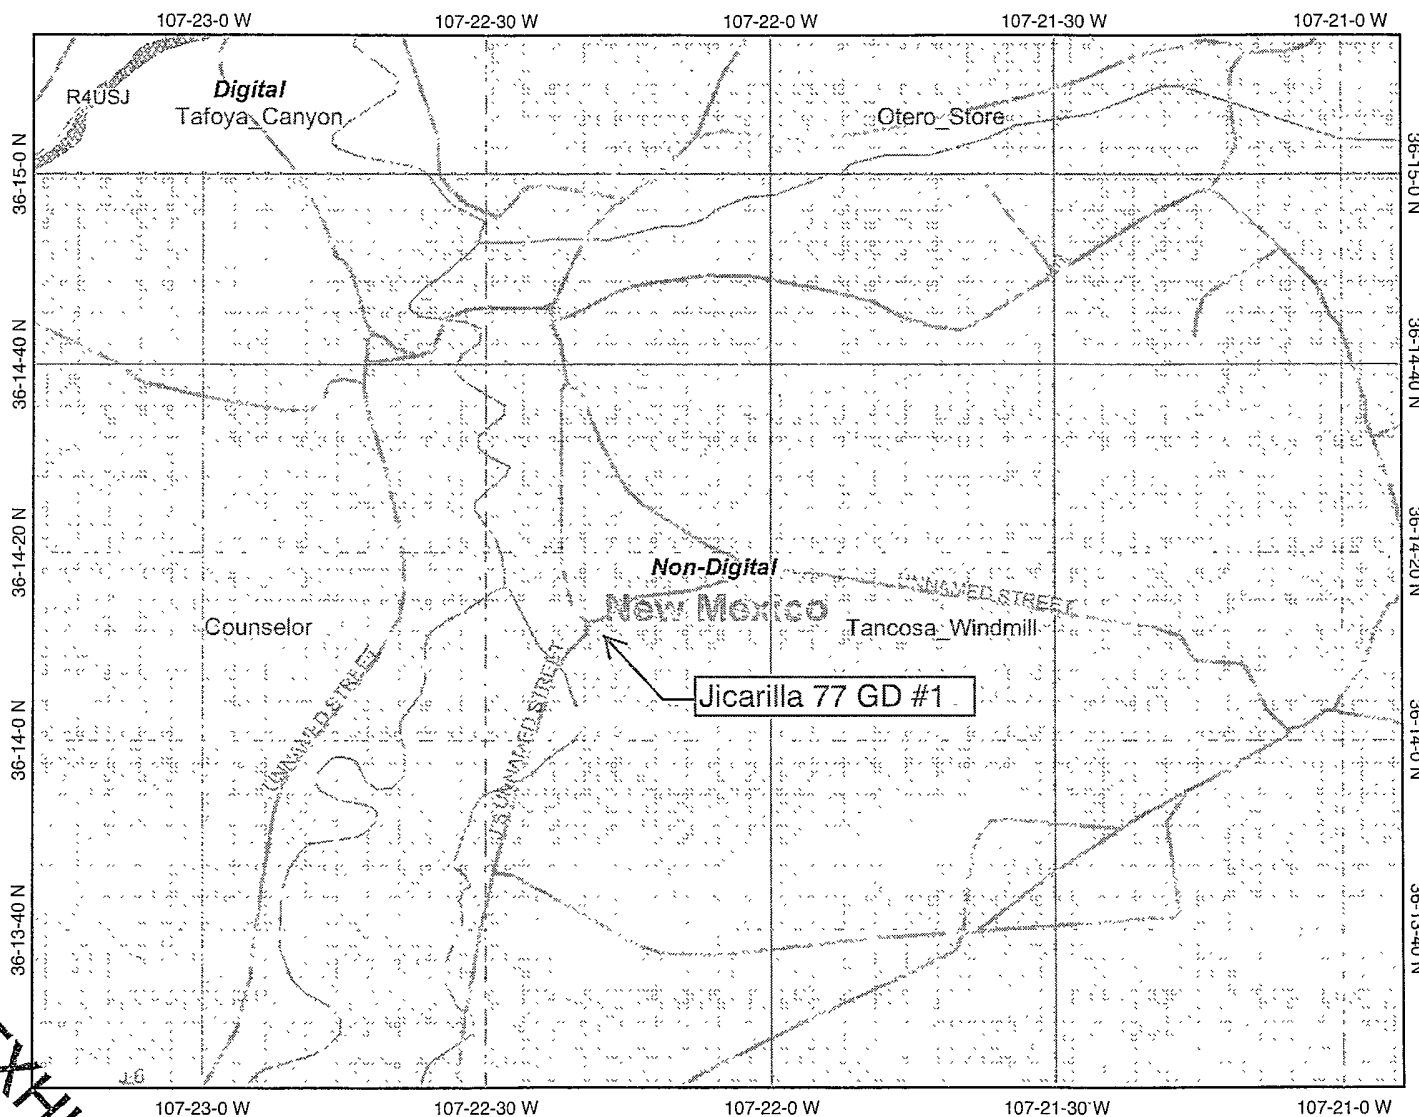 107-23-0 W 107-22-30 W 107-22-0 W 107-21-30 W 107-21-0 W
R4USJ
Digital
Tafoya_Canyon
Otero_Store
36-15-0 N
36-15-0 N
36-14-40 N
36-14-40 N
36-14-20 N
36-14-20 N
Non-Digital
New Mexico
UNNAMED STREET
Counselor
Tancosa_Windmill
UNNAMED STREET
UNNAMED STREET
Jicarilla 77 GD #1
36-14-0 N
36-14-0 N
36-13-40 N
36-13-40 N
107-23-0 W 107-22-30 W 107-22-0 W 107-21-30 W 107-21-0 W